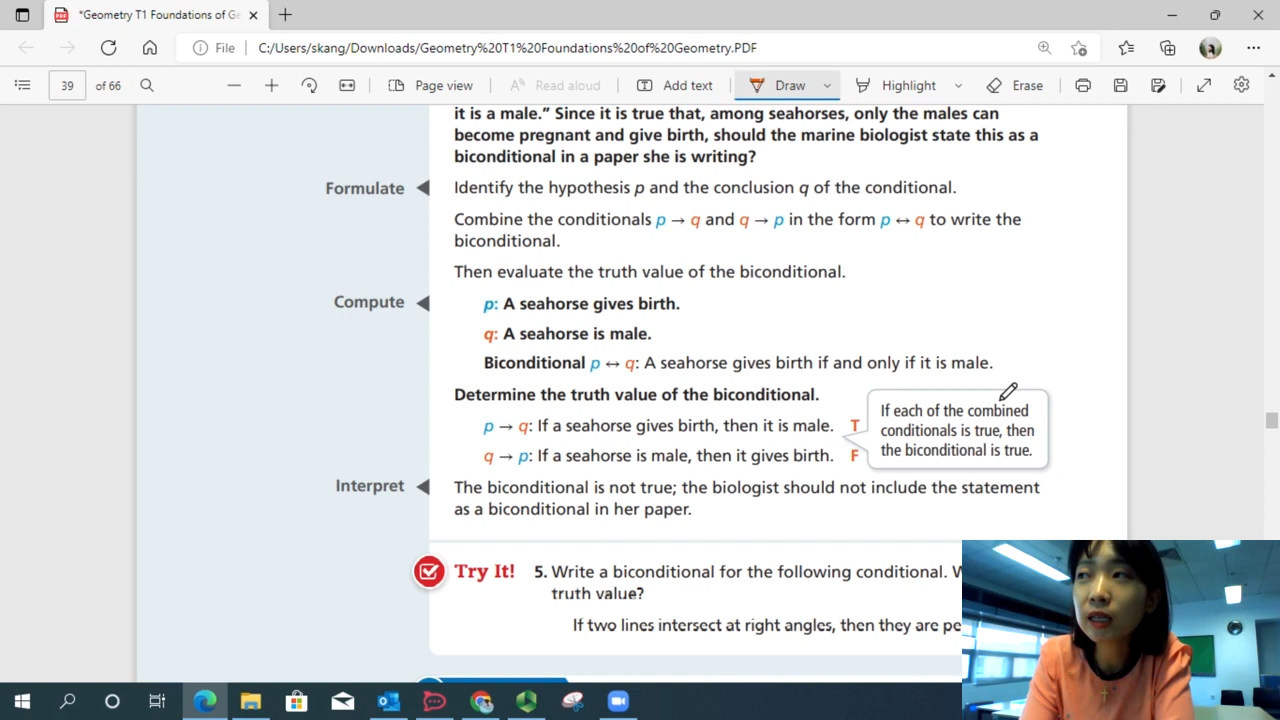 *Geometry T1 Foundations of Ge
File
C:/Users/skang/Downloads/Geometry%20T1%20Foundations%20of%20Geometry.PDF
39 of 66
Page view
Read aloud
Add text
Draw
Highlight
Erase
it is a male." Since it is true that, among seahorses, only the males can
become pregnant and give birth, should the marine biologist state this as a
biconditional in a paper she is writing?
Formulate
Identify the hypothesis p and the conclusion q of the conditional.
Combine the conditionals p → q and q → p in the form p ↔ q to write the
biconditional.
Then evaluate the truth value of the biconditional.
Compute
p: A seahorse gives birth.
q: A seahorse is male.
Biconditional p ↔ q: A seahorse gives birth if and only if it is male.
Determine the truth value of the biconditional.
p → q: If a seahorse gives birth, then it is male. T
q → p: If a seahorse is male, then it gives birth. F
If each of the combined
conditionals is true, then
the biconditional is true.
Interpret
The biconditional is not true; the biologist should not include the statement
as a biconditional in her paper.
Try It!
5. Write a biconditional for the following conditional. W
truth value?
If two lines intersect at right angles, then they are pe